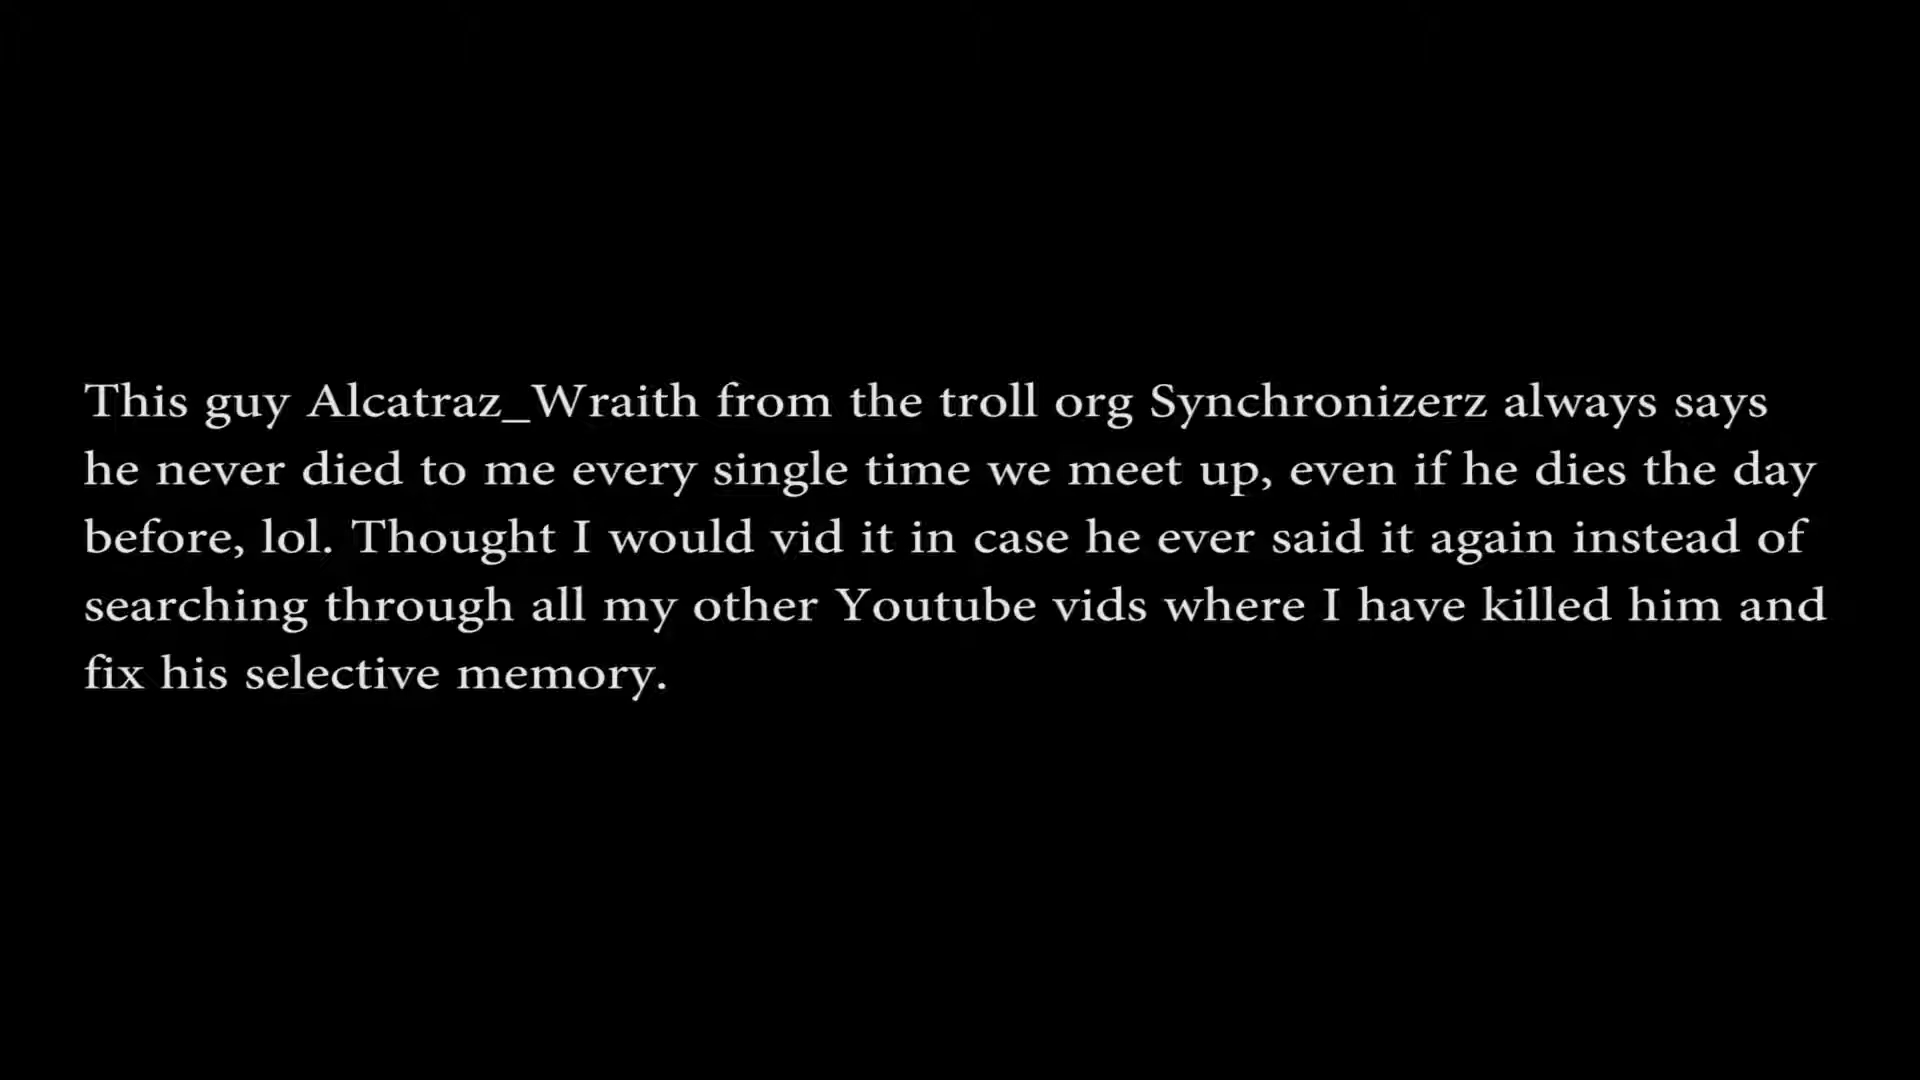 This guy Alcatraz_Wraith from the troll org Synchronizerz always says
he never died to me every single time we meet up, even if he dies the day
before, lol. Thought I would vid it in case he ever said it again instead of
searching through all my other Youtube vids where I have killed him and
fix his selective memory.